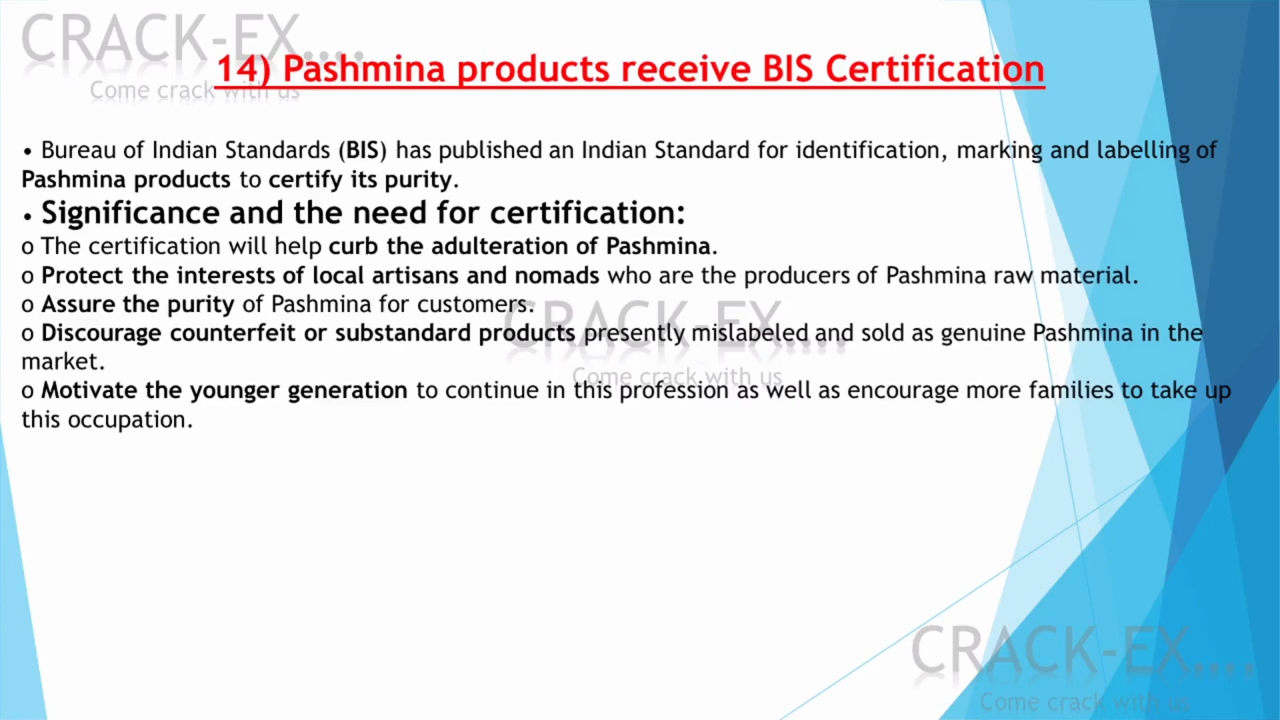 CRACK-EX....
Come crack with us
14) Pashmina products receive BIS Certification
• Bureau of Indian Standards (BIS) has published an Indian Standard for identification, marking and labelling of
Pashmina products to certify its purity.
• Significance and the need for certification:
o The certification will help curb the adulteration of Pashmina.
o Protect the interests of local artisans and nomads who are the producers of Pashmina raw material.
o Assure the purity of Pashmina for customers.
o Discourage counterfeit or substandard products presently mislabeled and sold as genuine Pashmina in the
market.
o Motivate the younger generation to continue in this profession as well as encourage more families to take up
this occupation.
CRACK-EX....
Come crack with us
CRACK-EX....
Come crack with us